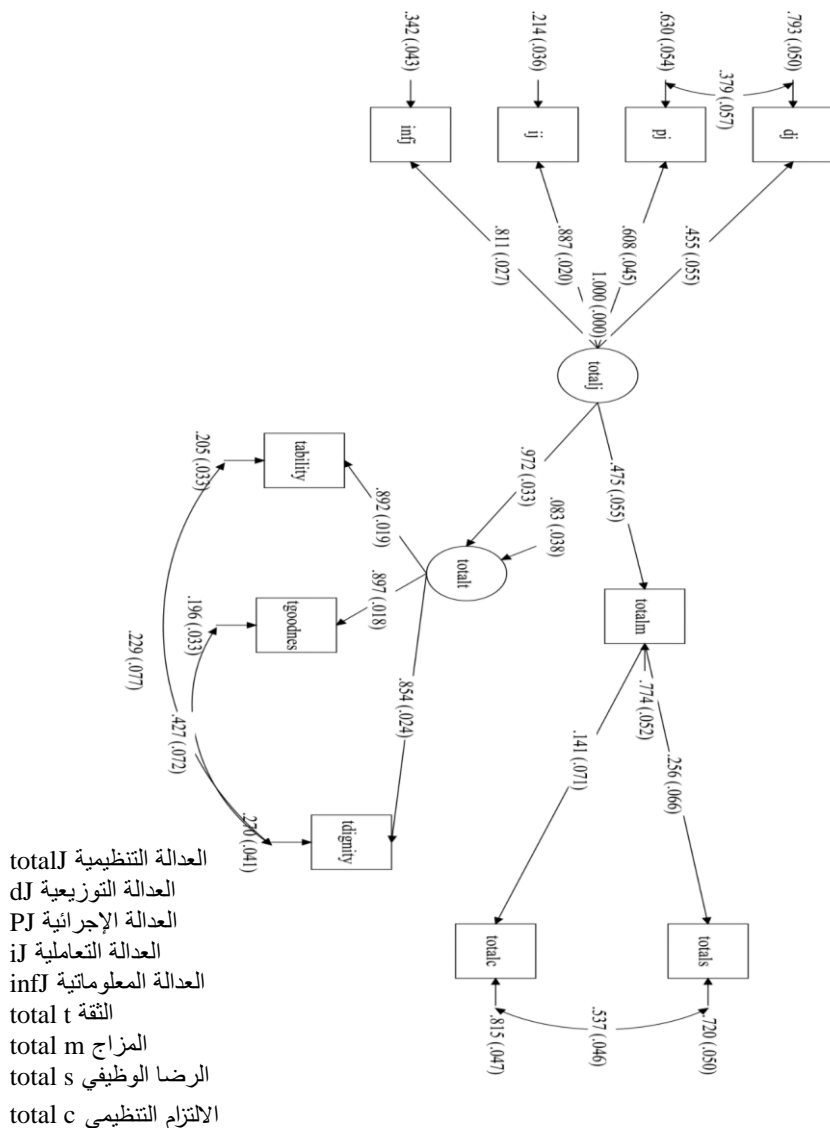 .342 (.043)
.214 (.036)
.630 (.054)
.793 (.050)
.379 (.057)
infj
ij
pj
dj
.811 (.027)
.887 (.020)
.608 (.045)
.455 (.055)
1.000 (.000)
totalj
.972 (.033)
.475 (.055)
.083 (.038)
totalt
totalm
.774 (.052)
tability
.205 (.033)
.892 (.019)
tgoodnes
.196 (.033)
.897 (.018)
.854 (.024)
.229 (.077)
.427 (.072)
tdignity
.270 (.041)
.141 (.071)
.256 (.066)
totalc
totals
.815 (.047)
.537 (.046)
.720 (.050)
العدالة التنظيمية totalJ
العدالة التوزيعية dJ
العدالة الإجرائية PJ
العدالة التعاملية iJ
العدالة المعلوماتية infJ
الثقة total t
المزاج total m
الرضا الوظيفي total s
الالتزام التنظيمي total c